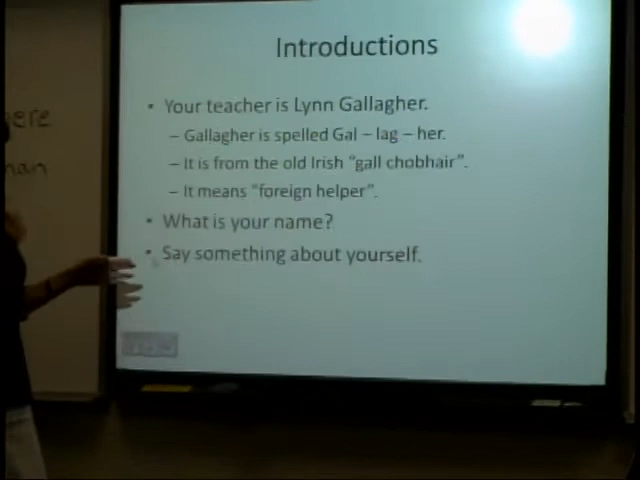 Introductions
• Your teacher is Lynn Gallagher.
– Gallagher is spelled Gal – lag – her.
– It is from the old Irish "gall chobhair".
– It means "foreign helper".
• What is your name?
• Say something about yourself.